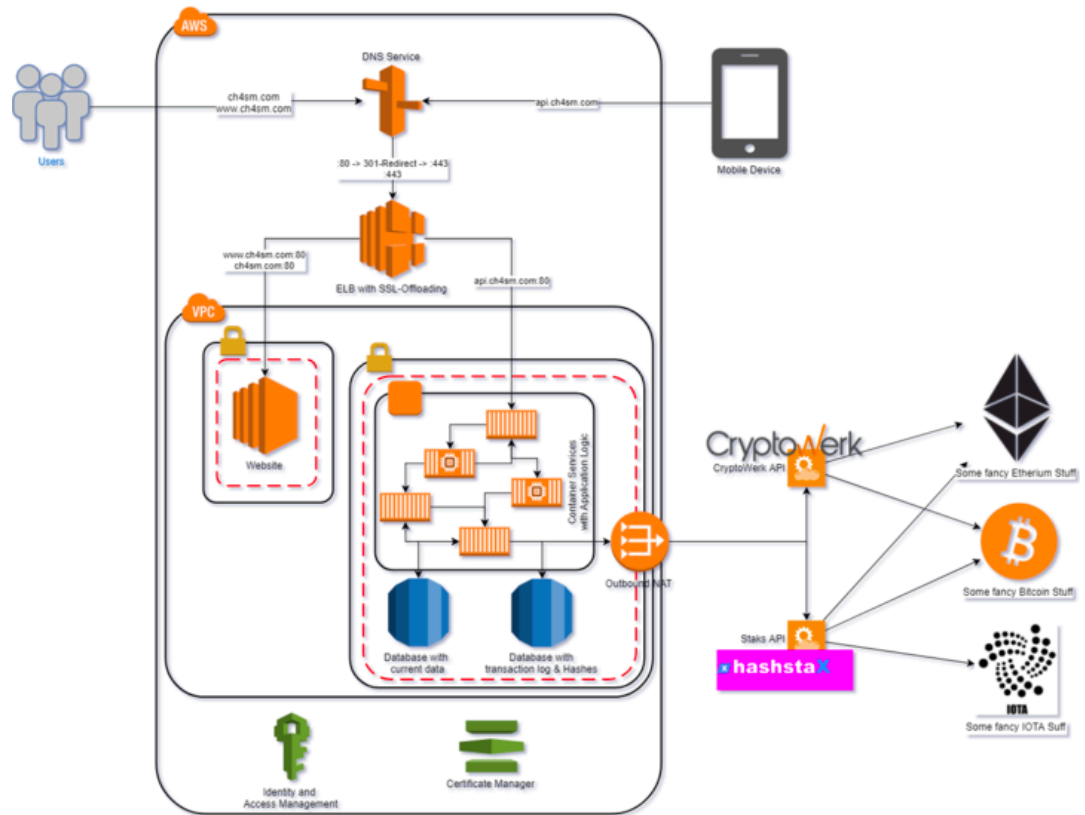 AWS
DNS Service
ch4sm.com
www.ch4sm.com
api.ch4sm.com
Users
Mobile Device
:80 -> 301-Redirect -> :443
:443
www.ch4sm.com:80
ch4sm.com:80
api.ch4sm.com:80
ELB with SSL-Offloading
VPC
Website
Container Services
with Application Logic
CryptoWerk
CryptoWerk API
Some fancy Etherium Stuff
Outbound NAT
Some fancy Bitcoin Stuff
Database with
current data
Database with
transaction log & Hashes
Staks API
hashstaX
IOTA
Some fancy IOTA Suff
Identity and
Access Management
Certificate Manager